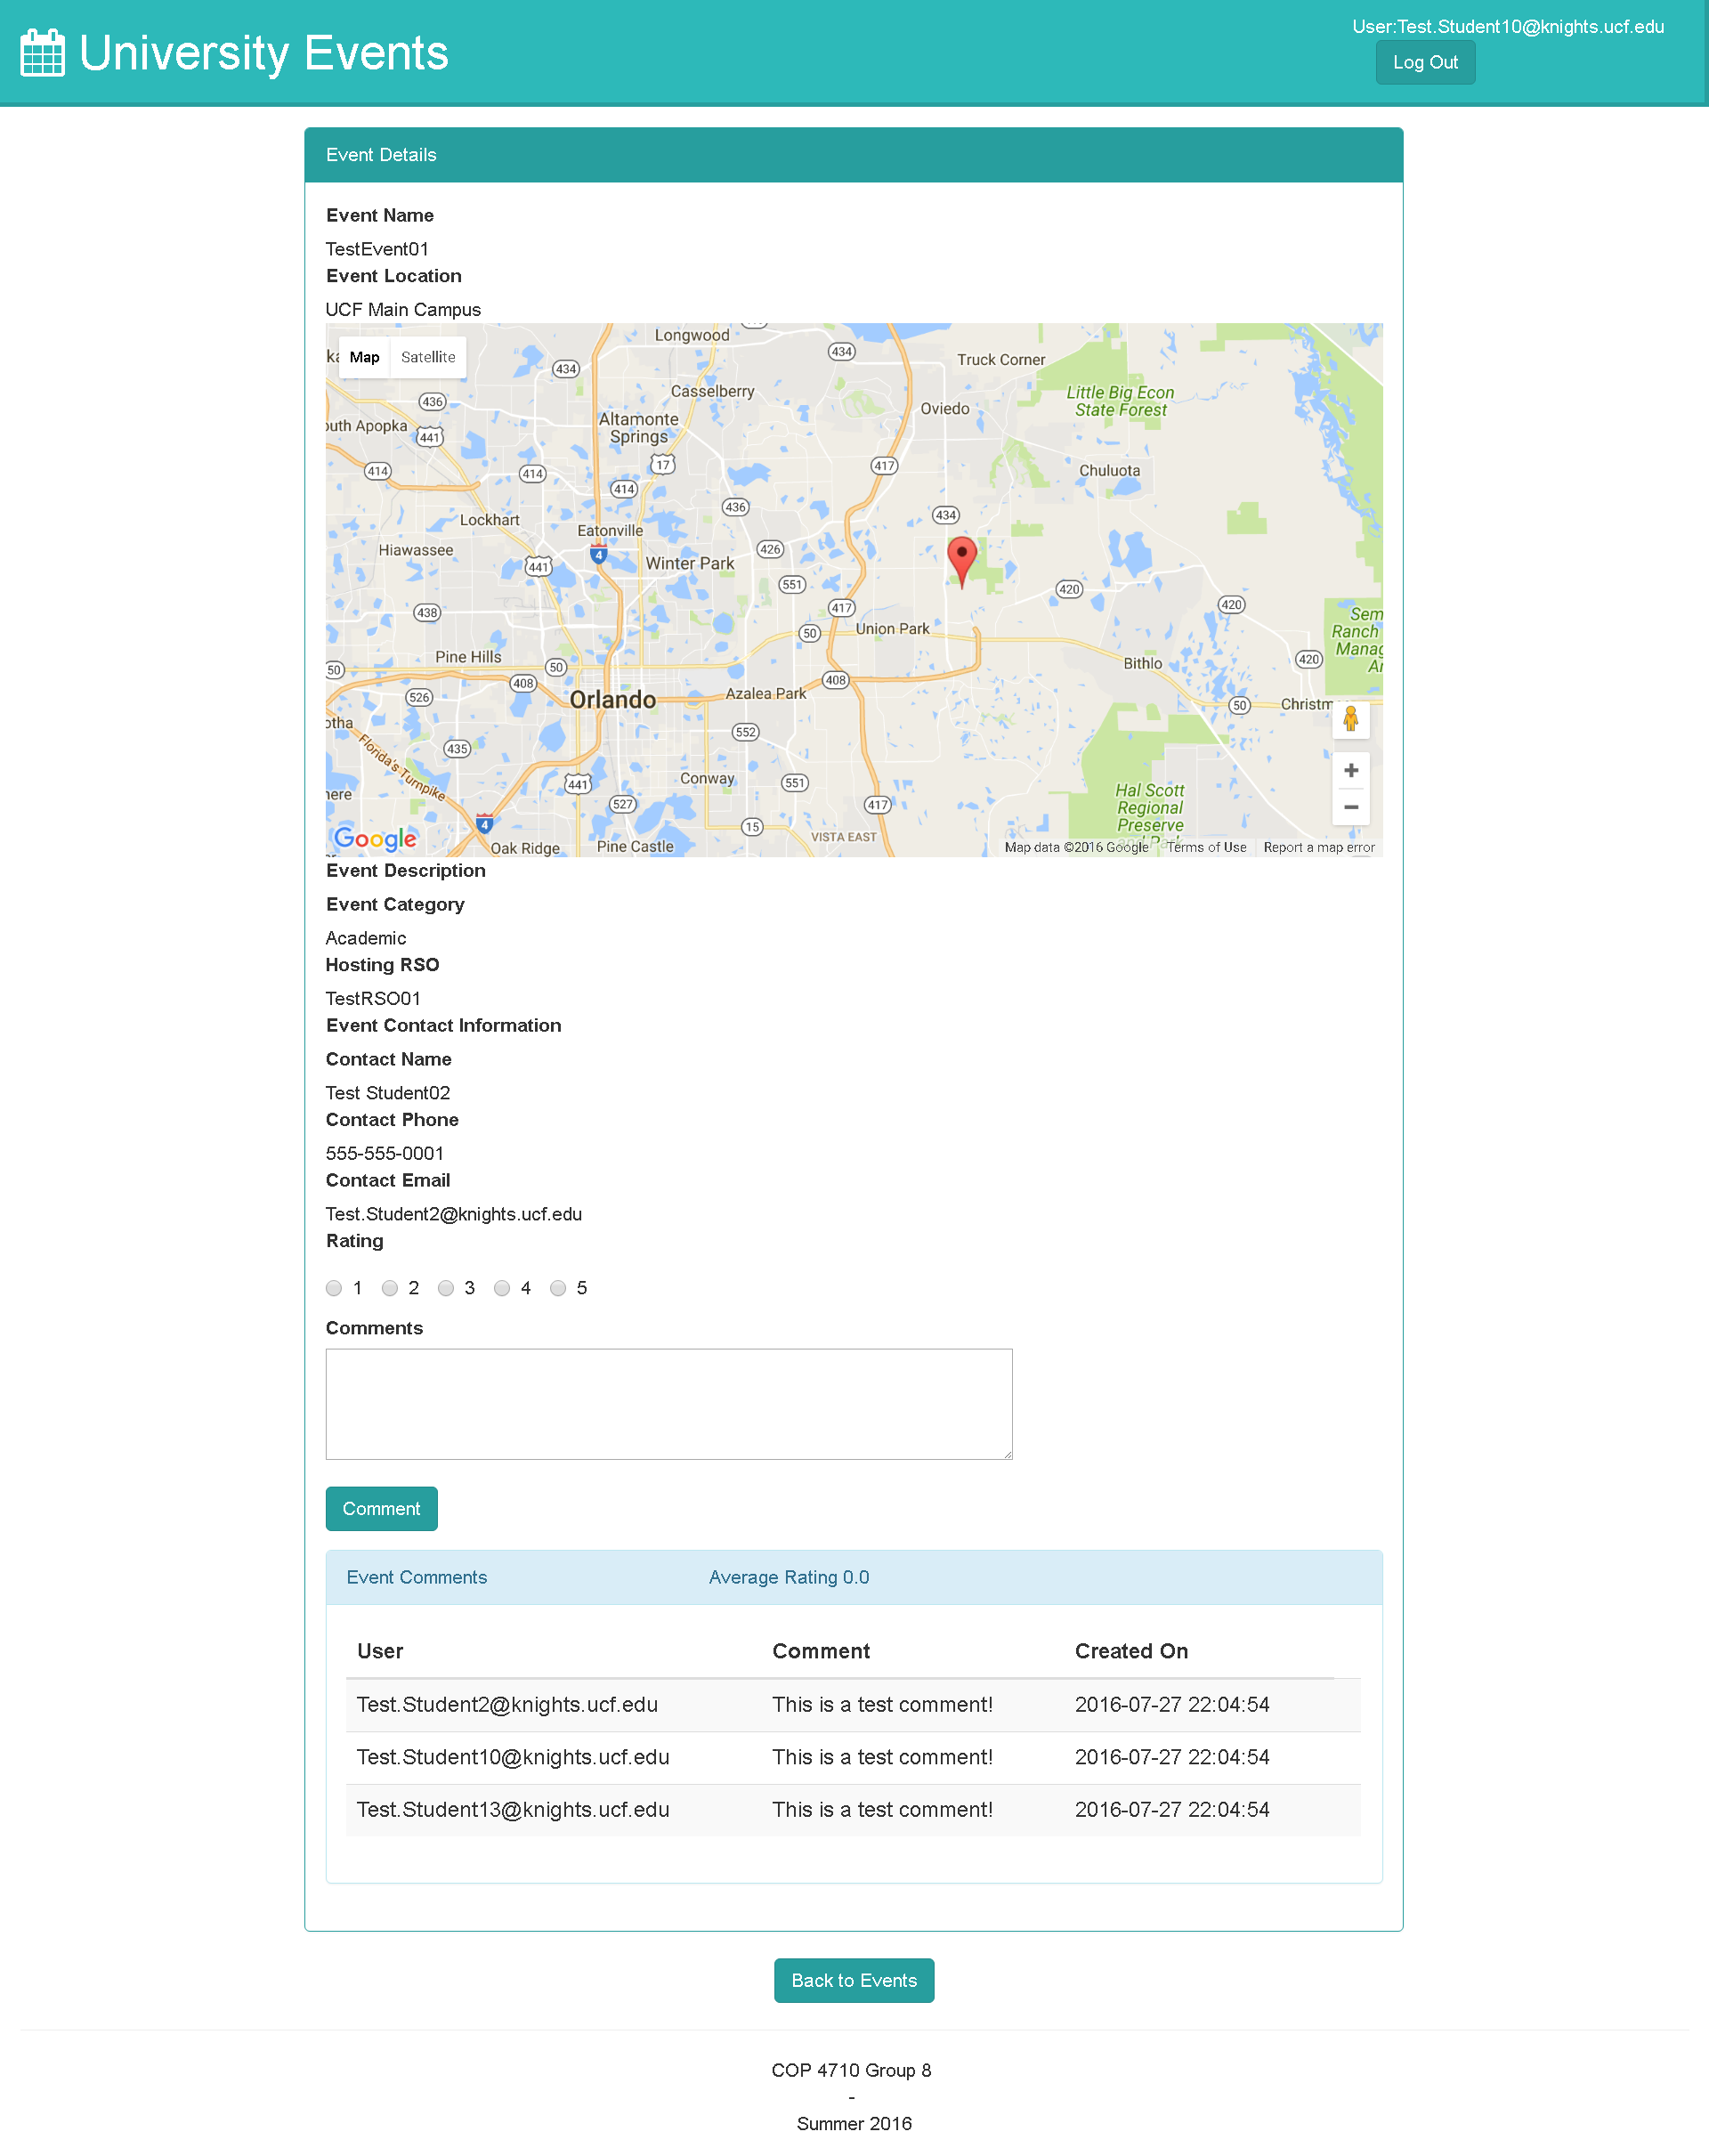 University Events
User:Test.Student10@knights.ucf.edu
Log Out
Event Details
Event Name
TestEvent01
Event Location
UCF Main Campus
Map Satellite
Longwood
434
434
Truck Corner
Casselberry
Little Big Econ
State Forest
436
Oviedo
Altamonte
Springs
uth Apopka
441
17
417
414
414
414
Chuluota
436
434
Lockhart
Eatonville
Hiawassee
4
426
441
Winter Park
551
420
420
438
417
50
Union Park
Sem
Ranch
Manag
Ar
Pine Hills
50
50
420
Bithlo
408
408
526
Orlando
Azalea Park
50
Christm
otha
552
435
Florida's Turnpike
441
Conway
551
nere
527
417
Hal Scott
Regional
Preserve
4
15
VISTA EAST
Google
Oak Ridge
Pine Castle
Map data ©2016 Google Terms of Use Report a map error
Event Description
Event Category
Academic
Hosting RSO
TestRSO01
Event Contact Information
Contact Name
Test Student02
Contact Phone
555-555-0001
Contact Email
Test.Student2@knights.ucf.edu
Rating
1 2 3 4 5
Comments
Comment
Event Comments Average Rating 0.0
User Comment Created On
Test.Student2@knights.ucf.edu This is a test comment! 2016-07-27 22:04:54
Test.Student10@knights.ucf.edu This is a test comment! 2016-07-27 22:04:54
Test.Student13@knights.ucf.edu This is a test comment! 2016-07-27 22:04:54
Back to Events
COP 4710 Group 8
-
Summer 2016